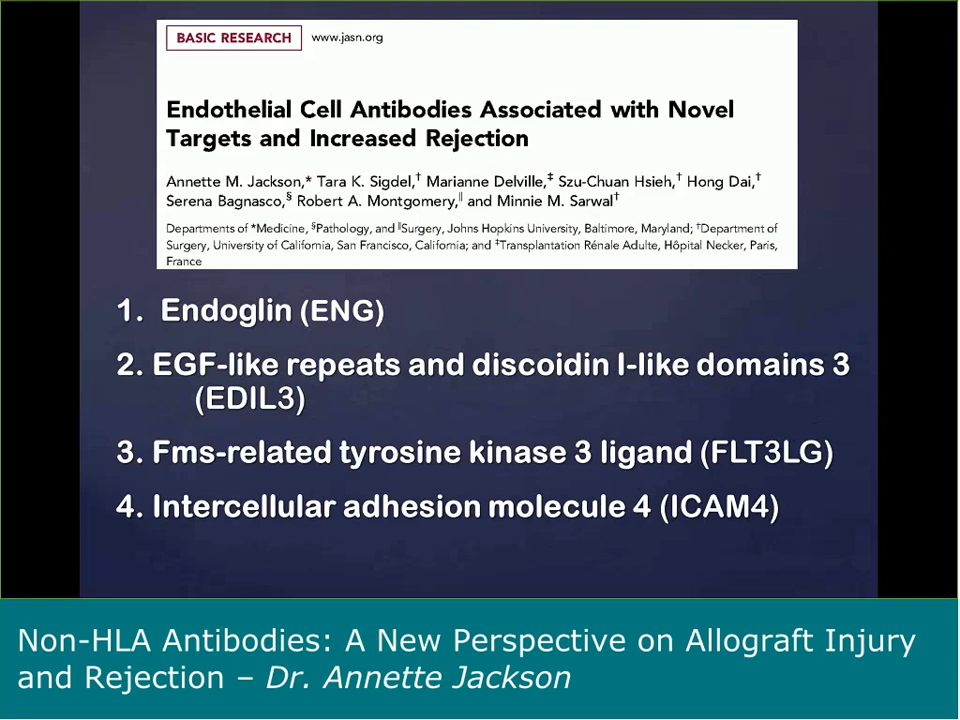 BASIC RESEARCH www.jasn.org
Endothelial Cell Antibodies Associated with Novel
Targets and Increased Rejection
Annette M. Jackson,* Tara K. Sigdel,† Marianne Delville,‡ Szu-Chuan Hsieh,† Hong Dai,†
Serena Bagnasco,§ Robert A. Montgomery,‖ and Minnie M. Sarwal†
Departments of *Medicine, §Pathology, and ‖Surgery, Johns Hopkins University, Baltimore, Maryland; †Department of
Surgery, University of California, San Francisco, California; and ‡Transplantation Rénale Adulte, Hôpital Necker, Paris,
France
1. Endoglin (ENG)
2. EGF-like repeats and discoidin I-like domains 3
(EDIL3)
3. Fms-related tyrosine kinase 3 ligand (FLT3LG)
4. Intercellular adhesion molecule 4 (ICAM4)
Non-HLA Antibodies: A New Perspective on Allograft Injury
and Rejection – Dr. Annette Jackson